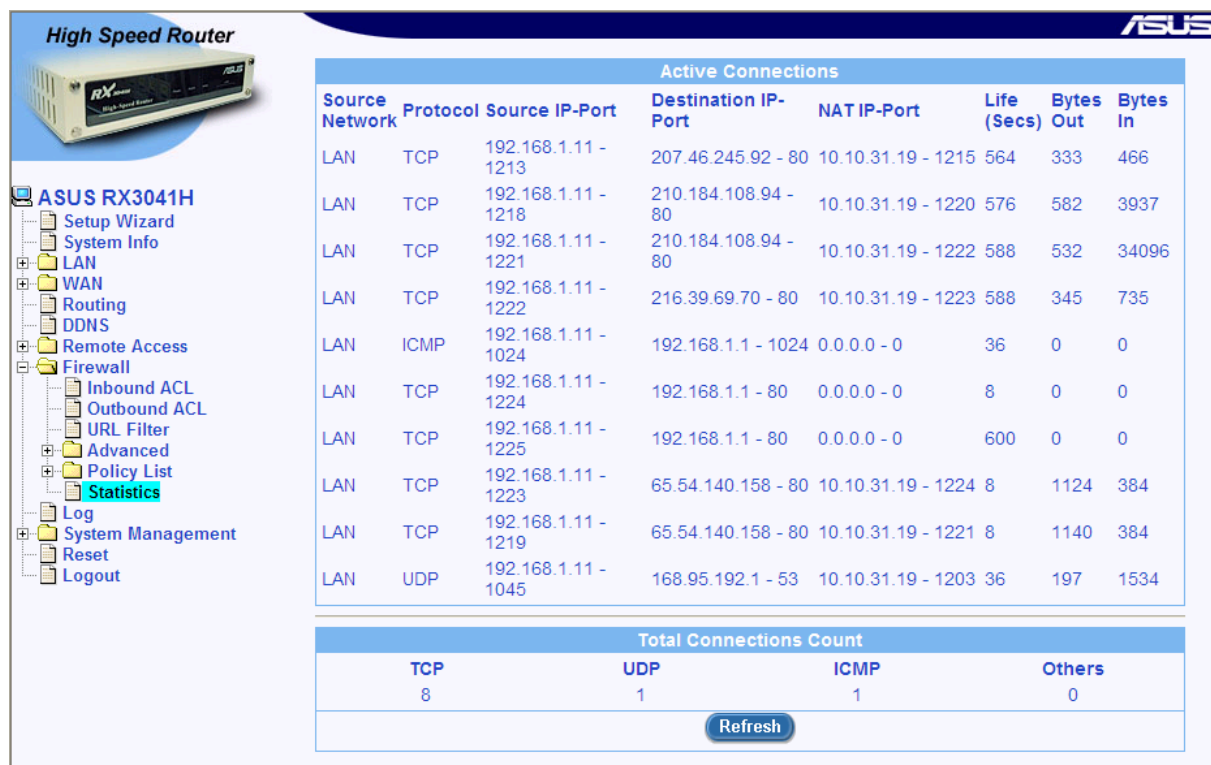 High Speed Router
ASUS
RX3041H
High-Speed Router
ASUS
ASUS RX3041H
Setup Wizard
System Info
LAN
WAN
Routing
DDNS
Remote Access
Firewall
Inbound ACL
Outbound ACL
URL Filter
Advanced
Policy List
Statistics
Log
System Management
Reset
Logout
Active Connections
Source Network Protocol Source IP-Port Destination IP-Port NAT IP-Port Life (Secs) Bytes Out Bytes In
LAN TCP 192.168.1.11 - 1213 207.46.245.92 - 80 10.10.31.19 - 1215 564 333 466
LAN TCP 192.168.1.11 - 1218 210.184.108.94 - 80 10.10.31.19 - 1220 576 582 3937
LAN TCP 192.168.1.11 - 1221 210.184.108.94 - 80 10.10.31.19 - 1222 588 532 34096
LAN TCP 192.168.1.11 - 1222 216.39.69.70 - 80 10.10.31.19 - 1223 588 345 735
LAN ICMP 192.168.1.11 - 1024 192.168.1.1 - 1024 0.0.0.0 - 0 36 0 0
LAN TCP 192.168.1.11 - 1224 192.168.1.1 - 80 0.0.0.0 - 0 8 0 0
LAN TCP 192.168.1.11 - 1225 192.168.1.1 - 80 0.0.0.0 - 0 600 0 0
LAN TCP 192.168.1.11 - 1223 65.54.140.158 - 80 10.10.31.19 - 1224 8 1124 384
LAN TCP 192.168.1.11 - 1219 65.54.140.158 - 80 10.10.31.19 - 1221 8 1140 384
LAN UDP 192.168.1.11 - 1045 168.95.192.1 - 53 10.10.31.19 - 1203 36 197 1534
Total Connections Count
TCP UDP ICMP Others
8 1 1 0
Refresh